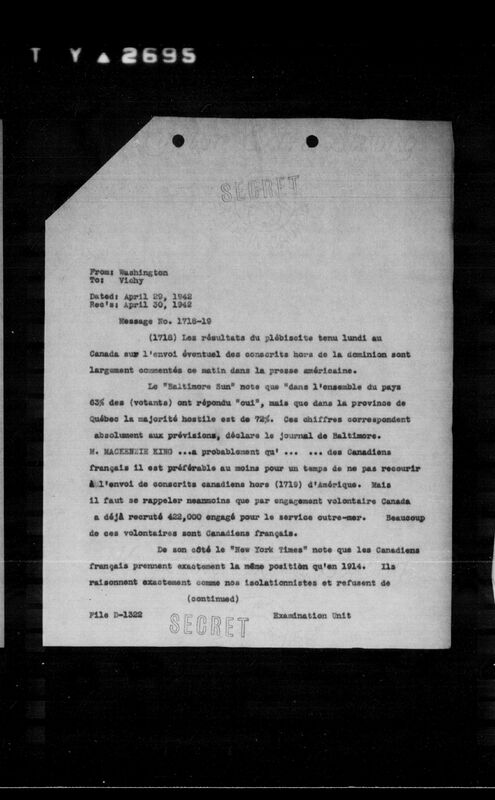 T Y ▲ 2695
SECRET
From: Washington
To: Vichy
Dated: April 29, 1942
Rec'd: April 30, 1942
Message No. 1718-19
(1718) Les résultats du plébiscite tenu lundi au
Canada sur l'envoi éventuel des conscrits hors de la dominion sont
largement commentés ce matin dans la presse américaine.
Le "Baltimore Sun" note que "dans l'ensemble du pays
63% des (votants) ont répondu "oui", mais que dans la province de
Québec la majorité hostile est de 72%. Ces chiffres correspondent
absolument aux prévisions, déclare le journal de Baltimore.
M. MACKENZIE KING ...a probablement qu' ... ... des Canadiens
français il est préférable au moins pour un temps de ne pas recourir
à l'envoi de conscrits canadiens hors (1719) d'Amérique. Mais
il faut se rappeler neanmoins que par engagement volontaire Canada
a déjà recruté 422,000 engagé pour le service outre-mer. Beaucoup
de ces volontaires sont Canadiens français.
De son côté le "New York Times" note que les Canadiens
français prennent exactement la même position qu'en 1914. Ils
raisonnent exactement comme nos isolationnistes et refusent de
(continued)
File D-1322
Examination Unit
SECRET